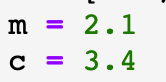 m = 2.1
c = 3.4